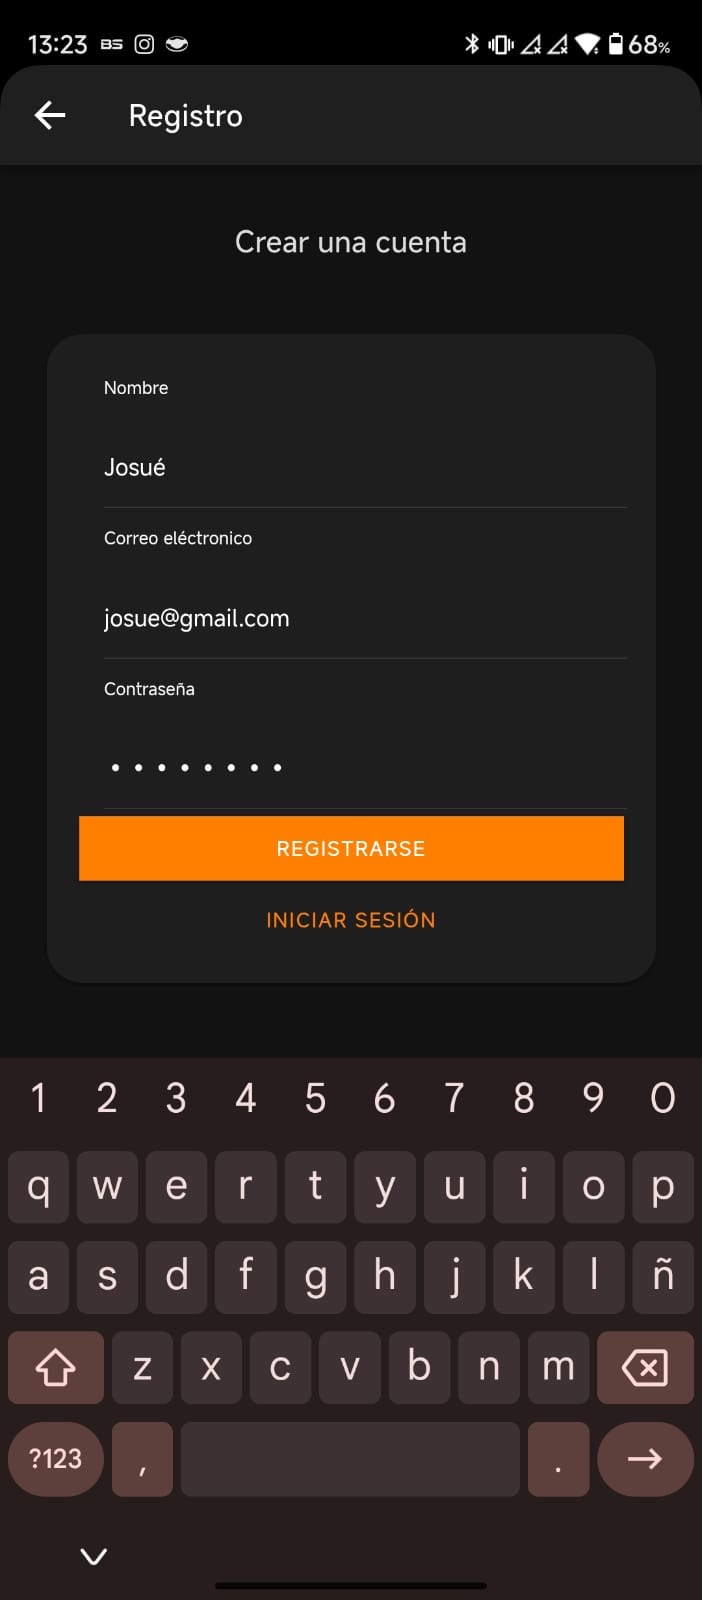 13:23 BS 68%
Registro
Crear una cuenta
Nombre
Josué
Correo eléctronico
josue@gmail.com
Contraseña
• • • • • • • •
REGISTRARSE
INICIAR SESIÓN
1 2 3 4 5 6 7 8 9 0
q w e r t y u i o p
a s d f g h j k l ñ
z x c v b n m
?123 , .